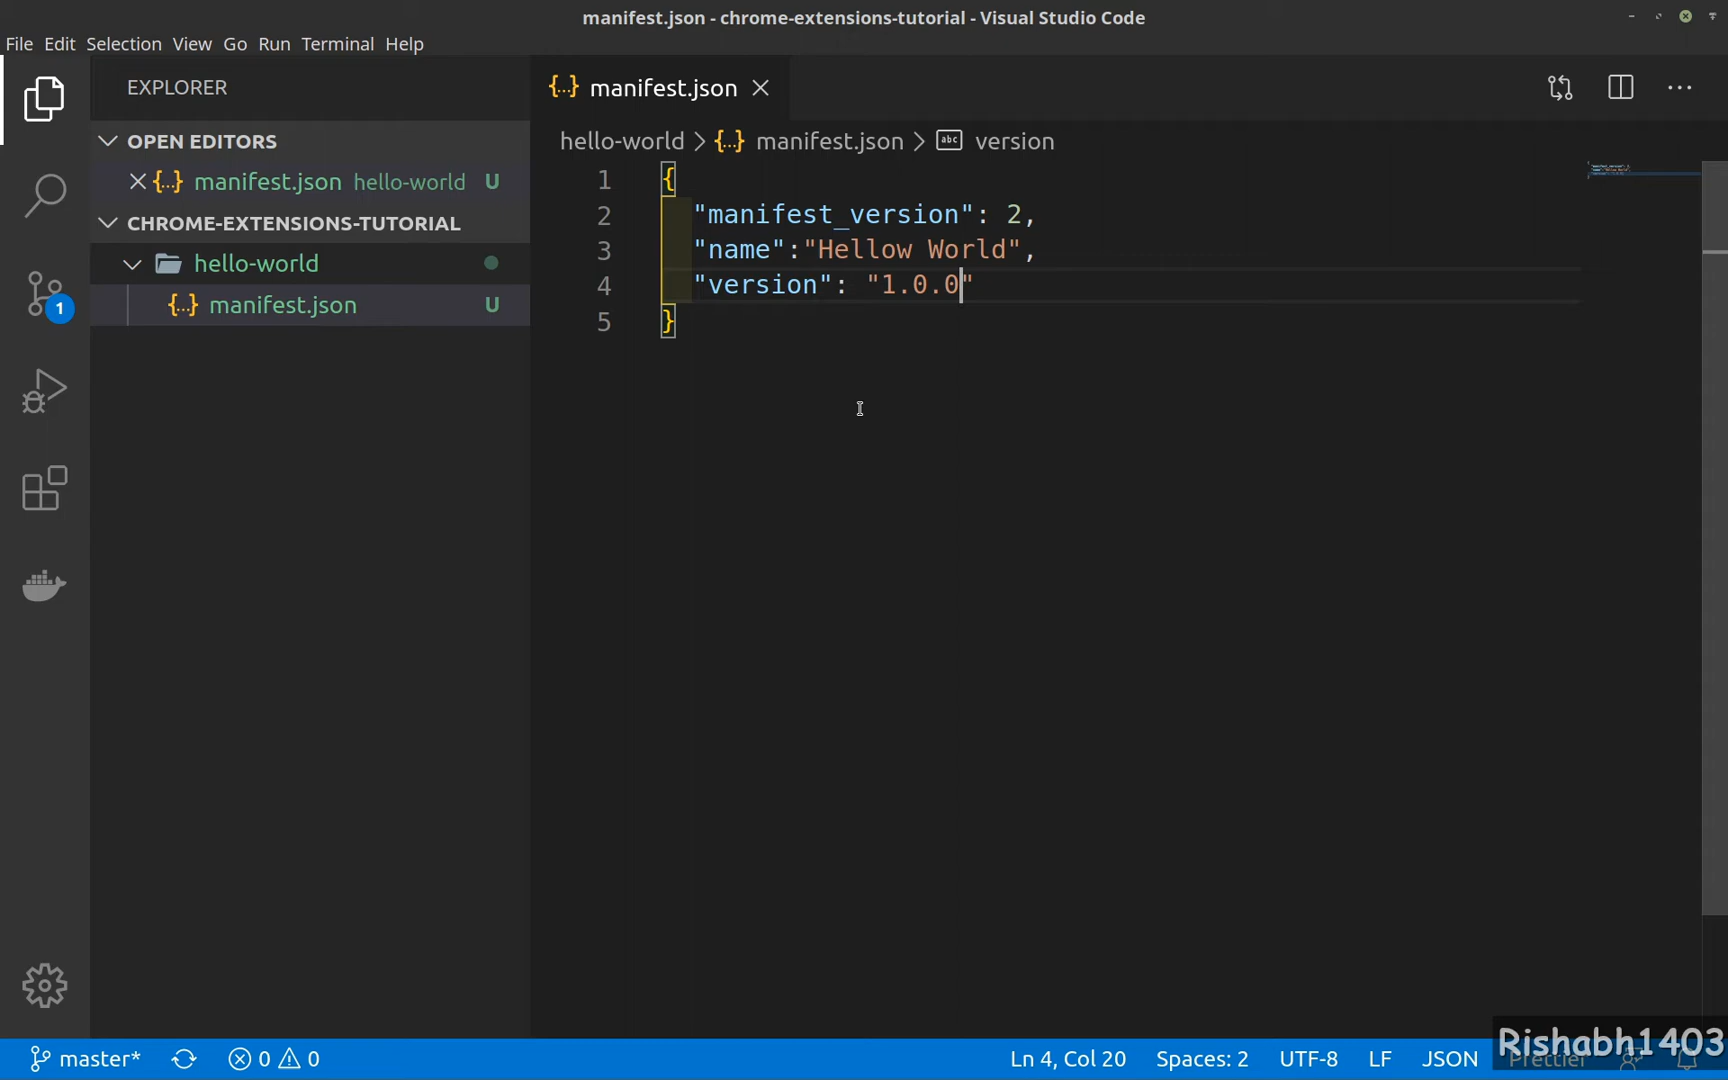 manifest.json - chrome-extensions-tutorial - Visual Studio Code
File Edit Selection View Go Run Terminal Help
EXPLORER
OPEN EDITORS
{..} manifest.json hello-world U
CHROME-EXTENSIONS-TUTORIAL
hello-world
{..} manifest.json U
1
{..} manifest.json
hello-world > {..} manifest.json > abc version
1 {
2 "manifest_version": 2,
3 "name":"Hellow World",
4 "version": "1.0.0"
5 }
master* 0 0 Ln 4, Col 20 Spaces: 2 UTF-8 LF JSON Prettier
Rishabh1403